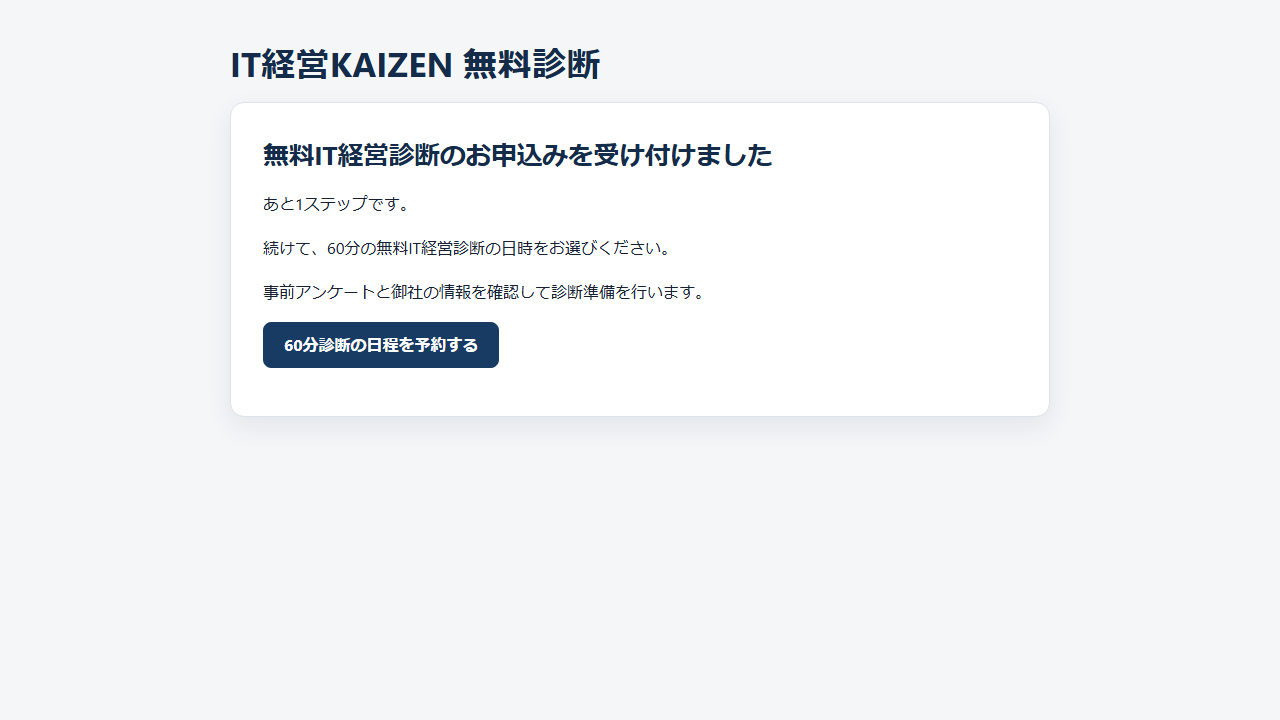 IT経営KAIZEN 無料診断
無料IT経営診断のお申込みを受け付けました
あと1ステップです。
続けて、60分の無料IT経営診断の日時をお選びください。
事前アンケートと御社の情報を確認して診断準備を行います。
60分診断の日程を予約する